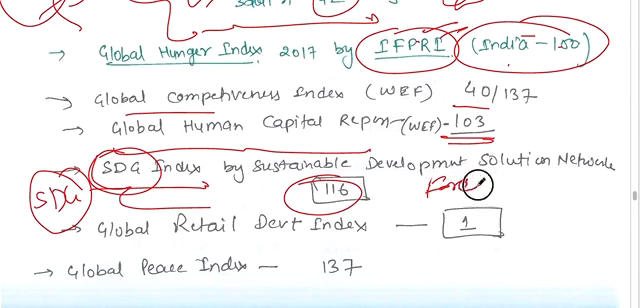 → Global Hunger Index 2017 by IFPRI (India - 100)
→ Global Competiveness Index (WEF) 40/137
→ Global Human Capital Report (WEF) - 103
→ SDG Index by Sustainable Development Solution Network
SDG
116
→ Global Retail Devt Index — 1
→ Global Peace Index — 137